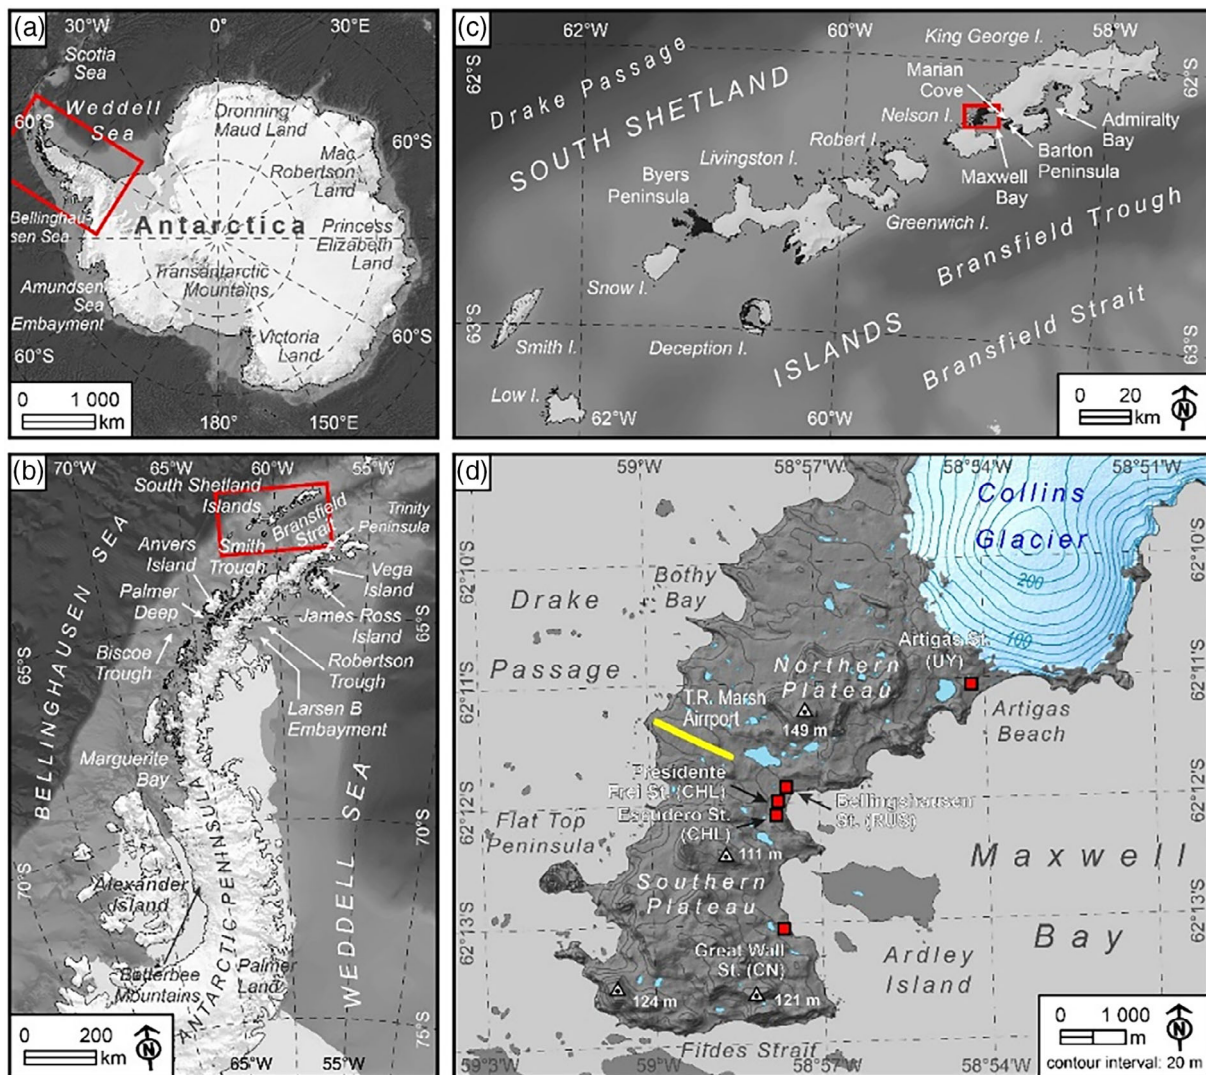 (a)
30°W
0°
30°E
Scotia
Sea
Weddell
Sea
60°S
60°S
Dronning
Maud Land
Mac
Robertson
Land
Bellinghau-
sen Sea
Antarctica
Princess
Elizabeth
Land
Transantarctic
Mountains
Amundsen
Sea
Embayment
Victoria
Land
60°S
60°S
0 1 000
km
180°
150°E
(c)
62°W
60°W
58°W
62°S
62°S
Drake Passage
SOUTH SHETLAND
King George I.
Marian
Cove
Nelson I.
Robert I.
Livingston I.
Byers
Peninsula
Admiralty
Bay
Barton
Peninsula
Maxwell
Bay
Greenwich I.
Bransfield Trough
Snow I.
Smith I.
Deception I.
ISLANDS
Bransfield Strait
63°S
63°S
Low I.
62°W
60°W
0 20
km
N
(b)
70°W
65°W
60°W
55°W
South Shetland
Islands
Bransfield
Strait
Trinity
Peninsula
Smith
Trough
Anvers
Island
Vega
Island
Palmer
Deep
James Ross
Island
65°S
BELLINGHAUSEN SEA
Biscoe
Trough
Robertson
Trough
65°S
Larsen B
Embayment
Marguerite
Bay
70°S
70°S
ANTARCTIC PENINSULA
WEDDELL SEA
Alexander
Island
Batterbee
Mountains
Palmer
Land
75°S
0 200
km
N
65°W
55°W
(d)
59°W
58°57'W
58°54'W
58°51'W
Collins
Glacier
200
100
62°10'S
62°10'S
Bothy
Bay
Drake
Passage
Artigas St.
(UY)
Northern
Plateau
62°11'S
62°11'S
T.R. Marsh
Airrport
149 m
Artigas
Beach
Presidente
Frei St. (CHL)
Escudero St.
(CHL)
Bellingshausen
St. (RUS)
62°12'S
62°12'S
Flat Top
Peninsula
111 m
Maxwell
Bay
Southern
Plateau
62°13'S
62°13'S
Great Wall
St. (CN)
Ardley
Island
124 m
121 m
Fildes Strait
59°W
58°57'W
58°54'W
0 1 000
m
N
contour interval: 20 m